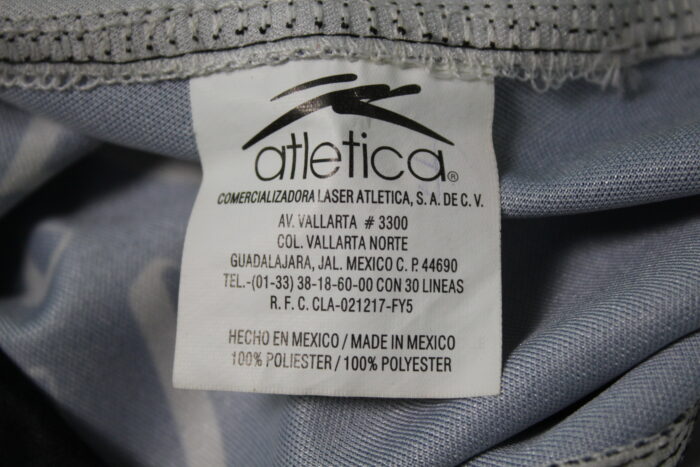 atletica®
COMERCIALIZADORA LASER ATLETICA, S. A. DE C. V.
AV. VALLARTA # 3300
COL. VALLARTA NORTE
GUADALAJARA, JAL. MEXICO C. P. 44690
TEL.-(01-33) 38-18-60-00 CON 30 LINEAS
R. F. C. CLA-021217-FY5
HECHO EN MEXICO / MADE IN MEXICO
100% POLIESTER / 100% POLYESTER